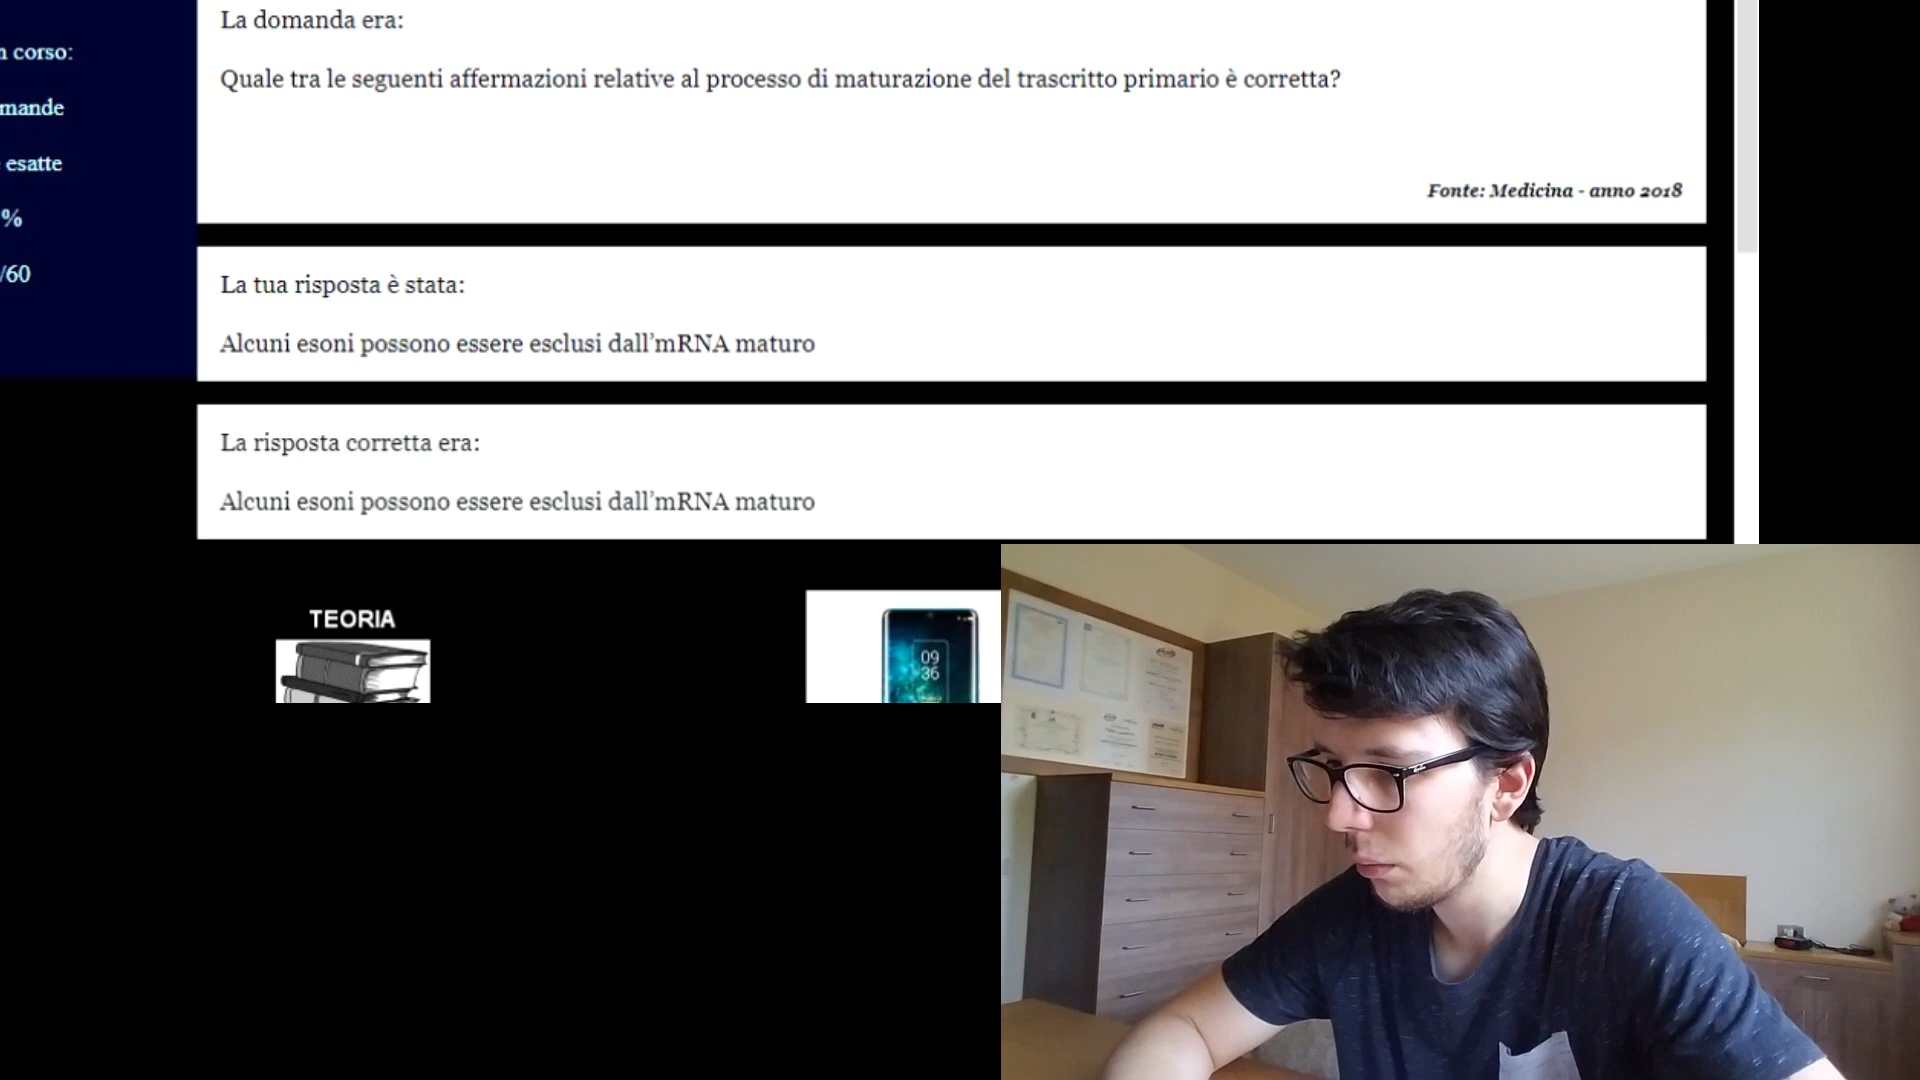 n corso:
mande
esatte
%
/60
La domanda era:
Quale tra le seguenti affermazioni relative al processo di maturazione del trascritto primario è corretta?
Fonte: Medicina - anno 2018
La tua risposta è stata:
Alcuni esoni possono essere esclusi dall'mRNA maturo
La risposta corretta era:
Alcuni esoni possono essere esclusi dall'mRNA maturo
TEORIA
09
36